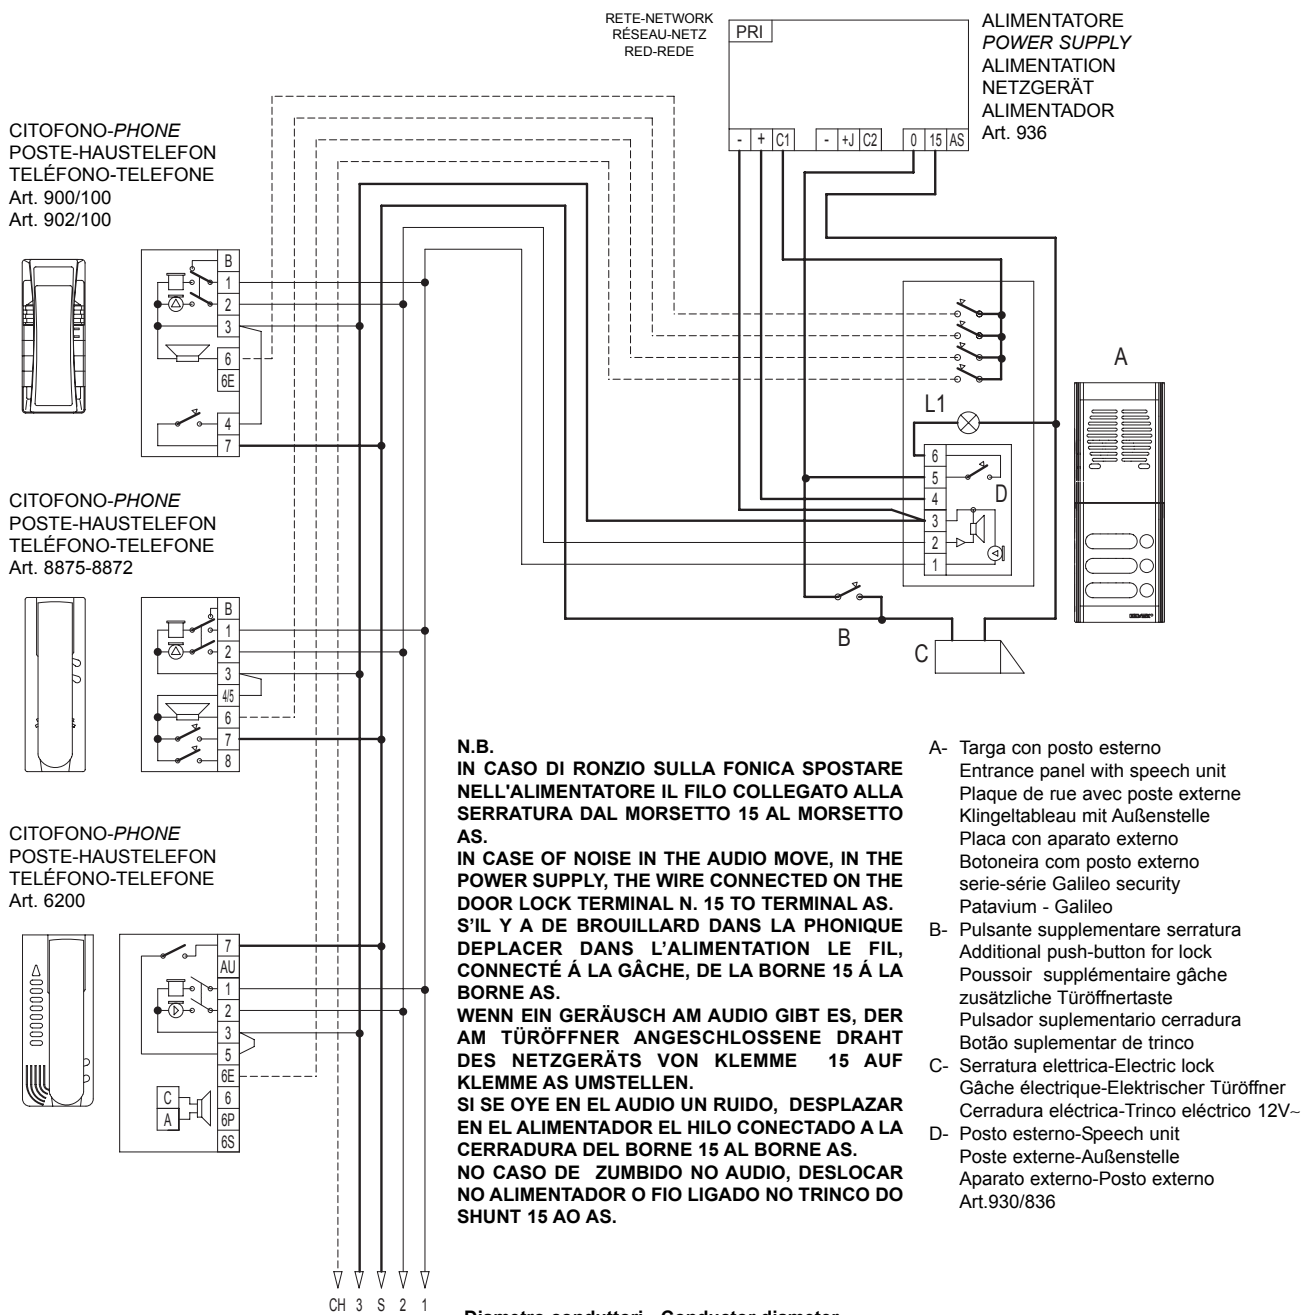 RETE-NETWORK
RÉSEAU-NETZ
RED-REDE
PRI
- + C1 - +J C2 0 15 AS
ALIMENTATORE
POWER SUPPLY
ALIMENTATION
NETZGERÄT
ALIMENTADOR
Art. 936
CITOFONO-PHONE
POSTE-HAUSTELEFON
TELÉFONO-TELEFONE
Art. 900/100
Art. 902/100
B
1
2
3
6
6E
4
7
A
L1
6
5
4
3
2
1
D
B
C
CITOFONO-PHONE
POSTE-HAUSTELEFON
TELÉFONO-TELEFONE
Art. 8875-8872
B
1
2
3
4/5
6
7
8
CITOFONO-PHONE
POSTE-HAUSTELEFON
TELÉFONO-TELEFONE
Art. 6200
7
AU
1
2
3
5
6E
6
6P
6S
C
A
CH 3 S 2 1
N.B.
IN CASO DI RONZIO SULLA FONICA SPOSTARE
NELL'ALIMENTATORE IL FILO COLLEGATO ALLA
SERRATURA DAL MORSETTO 15 AL MORSETTO
AS.
IN CASE OF NOISE IN THE AUDIO MOVE, IN THE
POWER SUPPLY, THE WIRE CONNECTED ON THE
DOOR LOCK TERMINAL N. 15 TO TERMINAL AS.
S'IL Y A DE BROUILLARD DANS LA PHONIQUE
DEPLACER DANS L'ALIMENTATION LE FIL,
CONNECTÉ Á LA GÂCHE, DE LA BORNE 15 Á LA
BORNE AS.
WENN EIN GERÄUSCH AM AUDIO GIBT ES, DER
AM TÜRÖFFNER ANGESCHLOSSENE DRAHT
DES NETZGERÄTS VON KLEMME 15 AUF
KLEMME AS UMSTELLEN.
SI SE OYE EN EL AUDIO UN RUIDO, DESPLAZAR
EN EL ALIMENTADOR EL HILO CONECTADO A LA
CERRADURA DEL BORNE 15 AL BORNE AS.
NO CASO DE ZUMBIDO NO AUDIO, DESLOCAR
NO ALIMENTADOR O FIO LIGADO NO TRINCO DO
SHUNT 15 AO AS.
A- Targa con posto esterno
Entrance panel with speech unit
Plaque de rue avec poste externe
Klingeltableau mit Außenstelle
Placa con aparato externo
Botoneira com posto externo
serie-série Galileo security
Patavium - Galileo
B- Pulsante supplementare serratura
Additional push-button for lock
Poussoir supplémentaire gâche
zusätzliche Türöffnertaste
Pulsador suplementario cerradura
Botão suplementar de trinco
C- Serratura elettrica-Electric lock
Gâche électrique-Elektrischer Türöffner
Cerradura eléctrica-Trinco eléctrico 12V~
D- Posto esterno-Speech unit
Poste externe-Außenstelle
Aparato externo-Posto externo
Art.930/836
Diametro conduttori - Conductor diameter